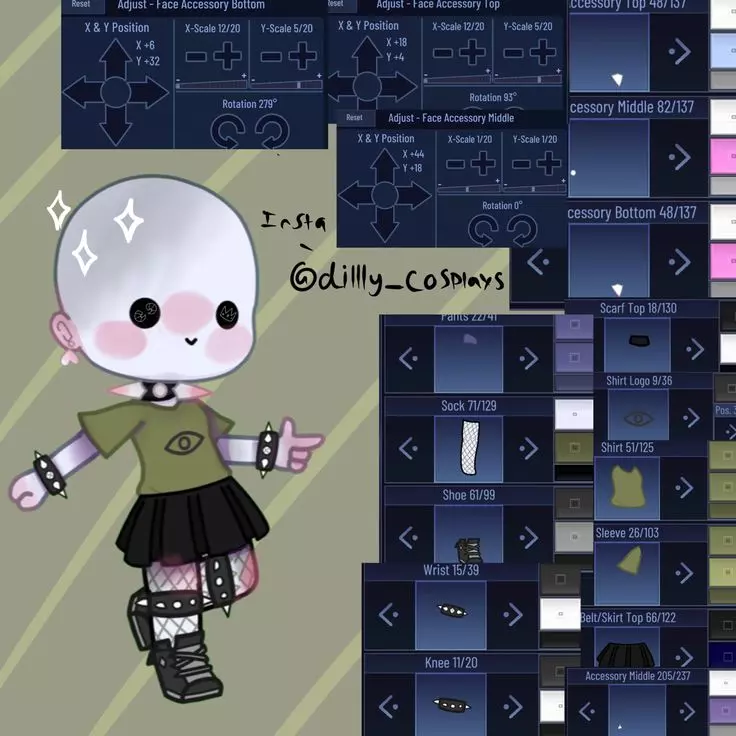 Reset
Adjust - Face Accessory Bottom
X & Y Position
X +6
Y +32
X-Scale 12/20
Y-Scale 5/20
Rotation 279°
Reset
Adjust - Face Accessory Top
X & Y Position
X +18
Y +4
X-Scale 12/20
Y-Scale 5/20
Rotation 93°
Reset
Adjust - Face Accessory Middle
X & Y Position
X +44
Y +18
X-Scale 1/20
Y-Scale 1/20
Rotation 0°
ccessory Top 48/137
ccessory Middle 82/137
ccessory Bottom 48/137
Insta
@dillly_cosplays
Pants 22/41
Sock 71/129
Shoe 61/99
Wrist 15/39
Knee 11/20
Scarf Top 18/130
Shirt Logo 9/36
Pos.
Shirt 51/125
Sleeve 26/103
Belt/Skirt Top 66/122
Accessory Middle 205/237